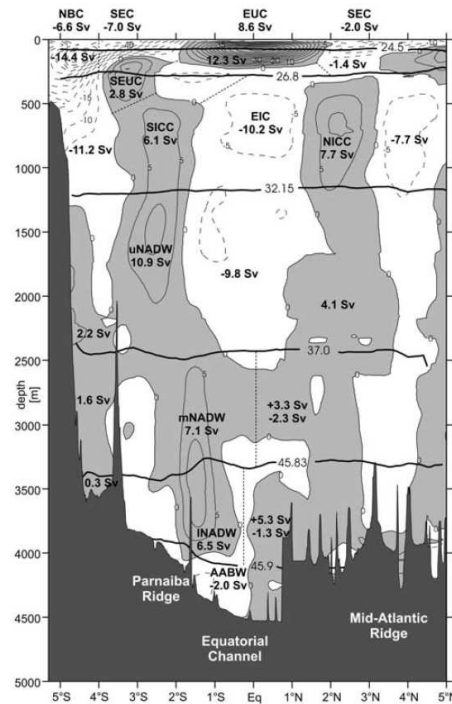 NBC SEC EUC SEC
-6.6 Sv -7.0 Sv 8.6 Sv -2.0 Sv
0
-14.4 Sv
12.3 Sv
-1.4 Sv
24.5
SEUC
2.8 Sv
26.8
500
SICC
6.1 Sv
EIC
-10.2 Sv
NICC
7.7 Sv
-7.7 Sv
-11.2 Sv
1000
32.15
1500
uNADW
10.9 Sv
-9.8 Sv
2000
4.1 Sv
2.2 Sv
37.0
2500
depth
[m]
1.6 Sv
mNADW
7.1 Sv
+3.3 Sv
-2.3 Sv
3000
45.83
0.3 Sv
3500
lNADW
6.5 Sv
+5.3 Sv
-1.3 Sv
4000
AABW
-2.0 Sv
45.9
Parnaiba
Ridge
Equatorial
Channel
Mid-Atlantic
Ridge
4500
5000
5°S 4°S 3°S 2°S 1°S Eq 1°N 2°N 3°N 4°N 5°N